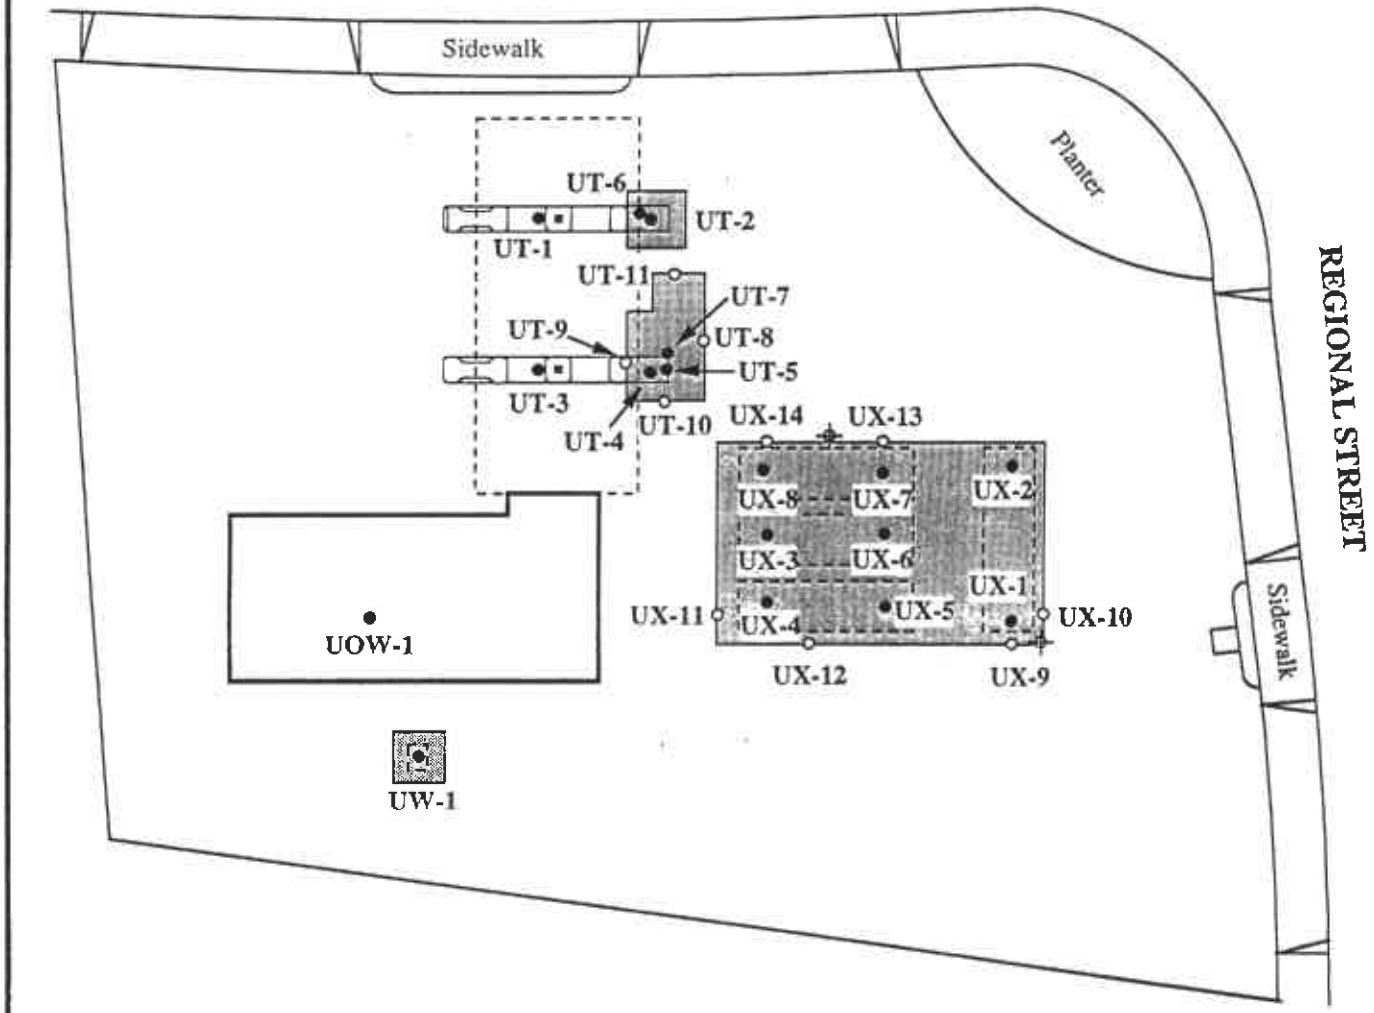 Sidewalk
Planter
UT-6
UT-2
UT-1
UT-11
UT-7
UT-9
UT-8
UT-5
UT-3
UT-10
UT-4
UX-14
UX-13
UX-8
UX-7
UX-2
UX-3
UX-6
UX-1
UX-4
UX-5
UX-11
UX-10
UOW-1
UX-12
UX-9
UW-1
REGIONAL STREET
Sidewalk